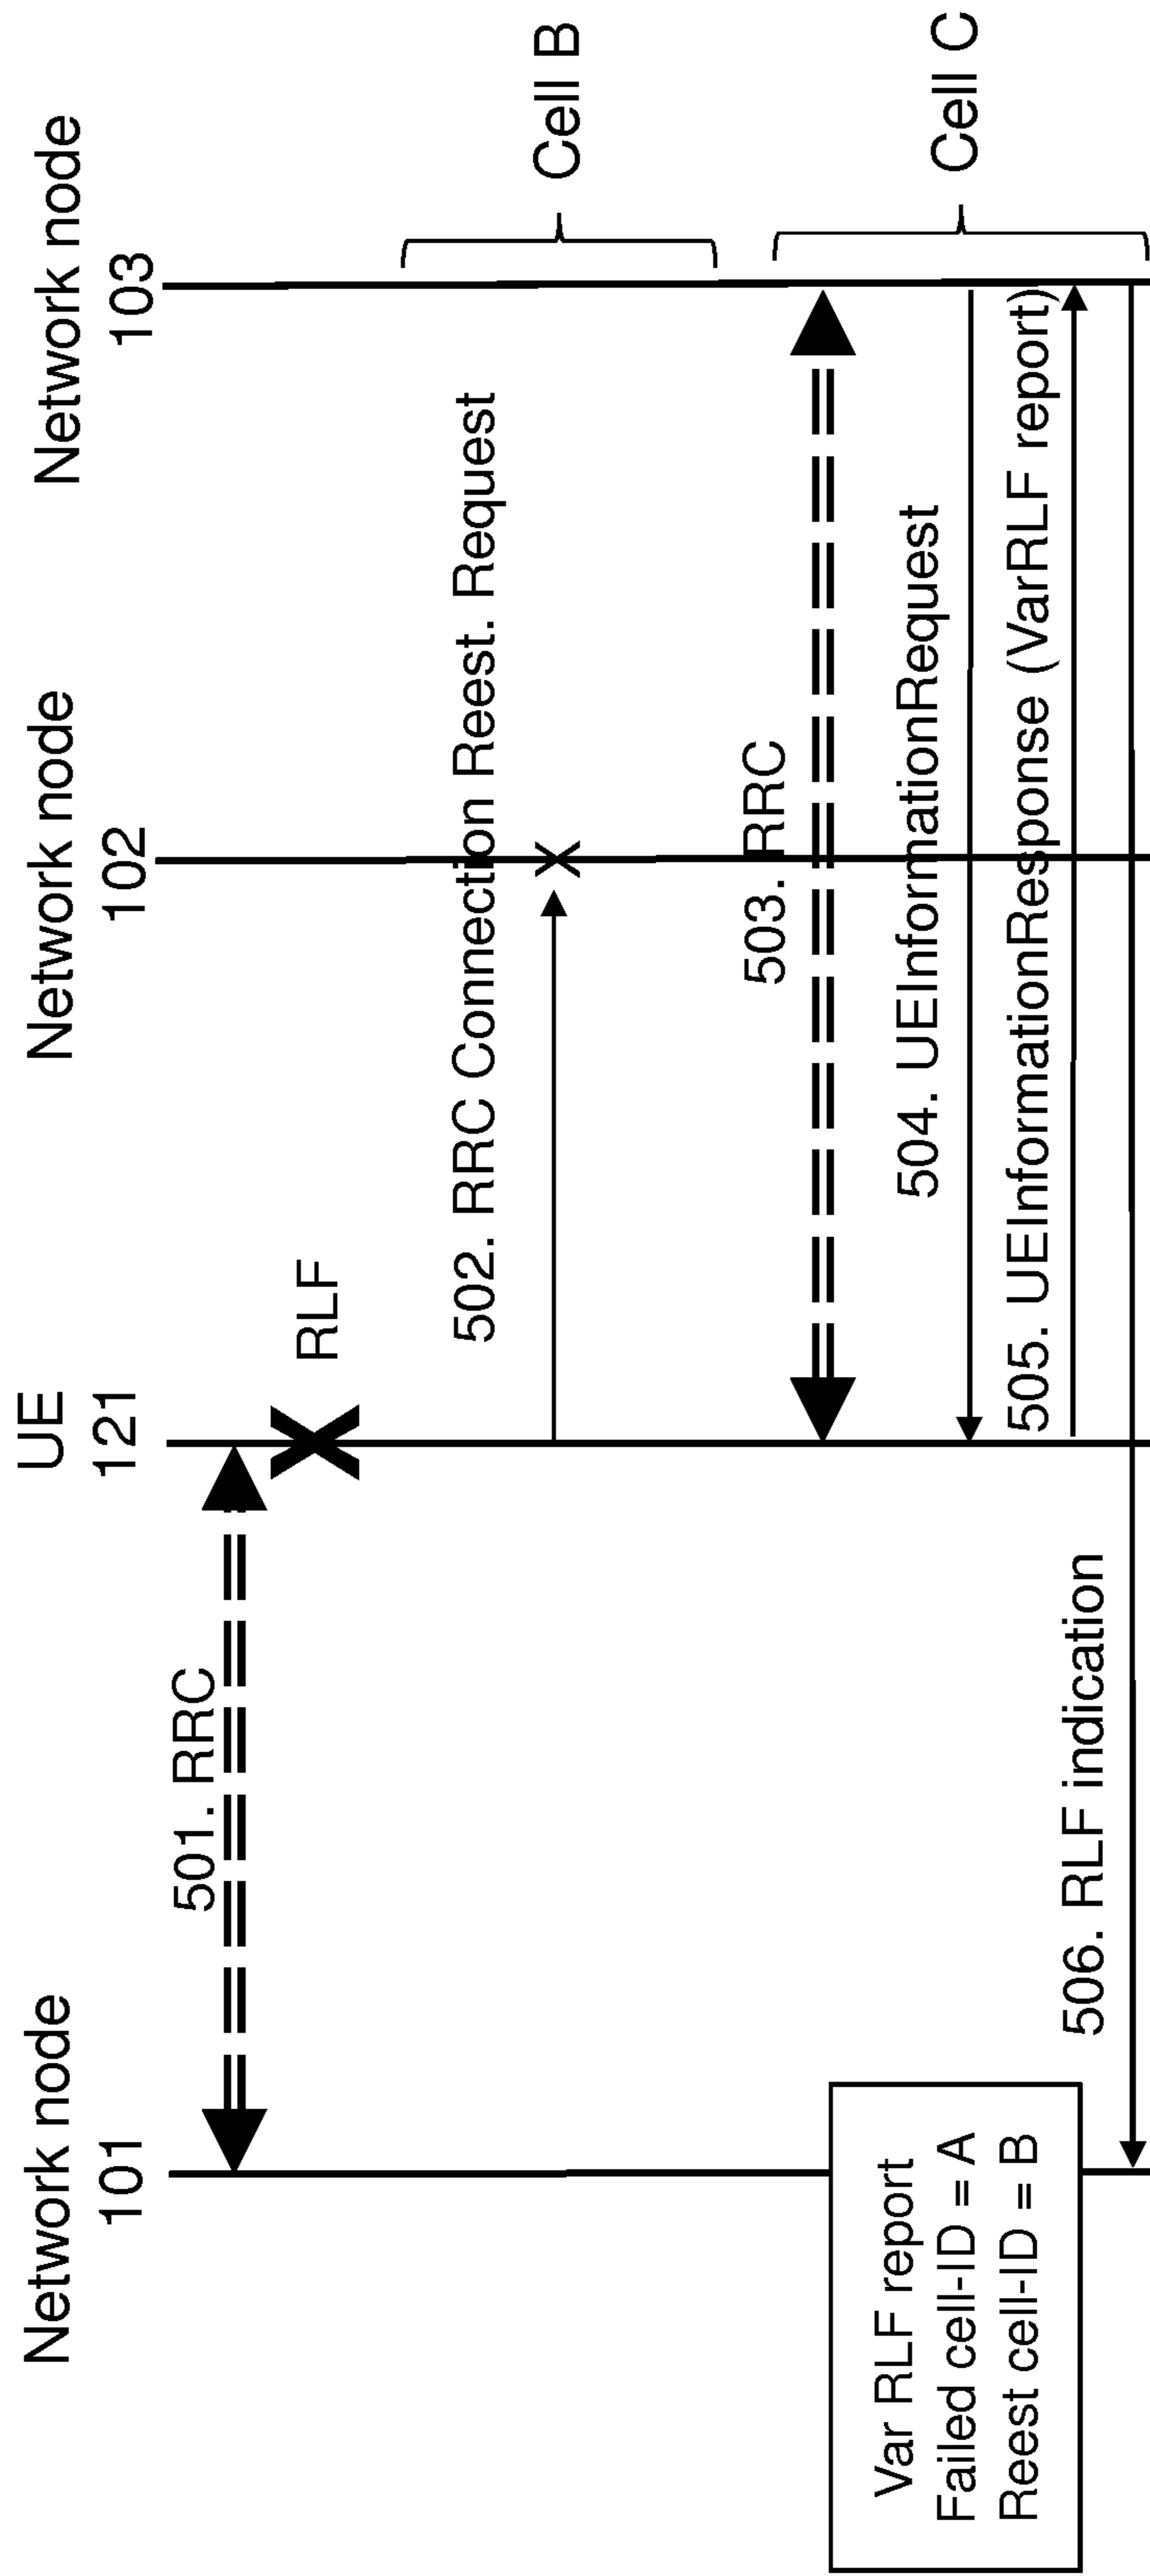 Network node
101
UE
121
Network node
102
Network node
103
501. RRC
RLF
502. RRC Connection Reest. Request
X
Cell B
503. RRC
504. UEInformationRequest
505. UEInformationResponse (VarRLF report)
Cell C
506. RLF indication
Var RLF report
Failed cell-ID = A
Reest cell-ID = B